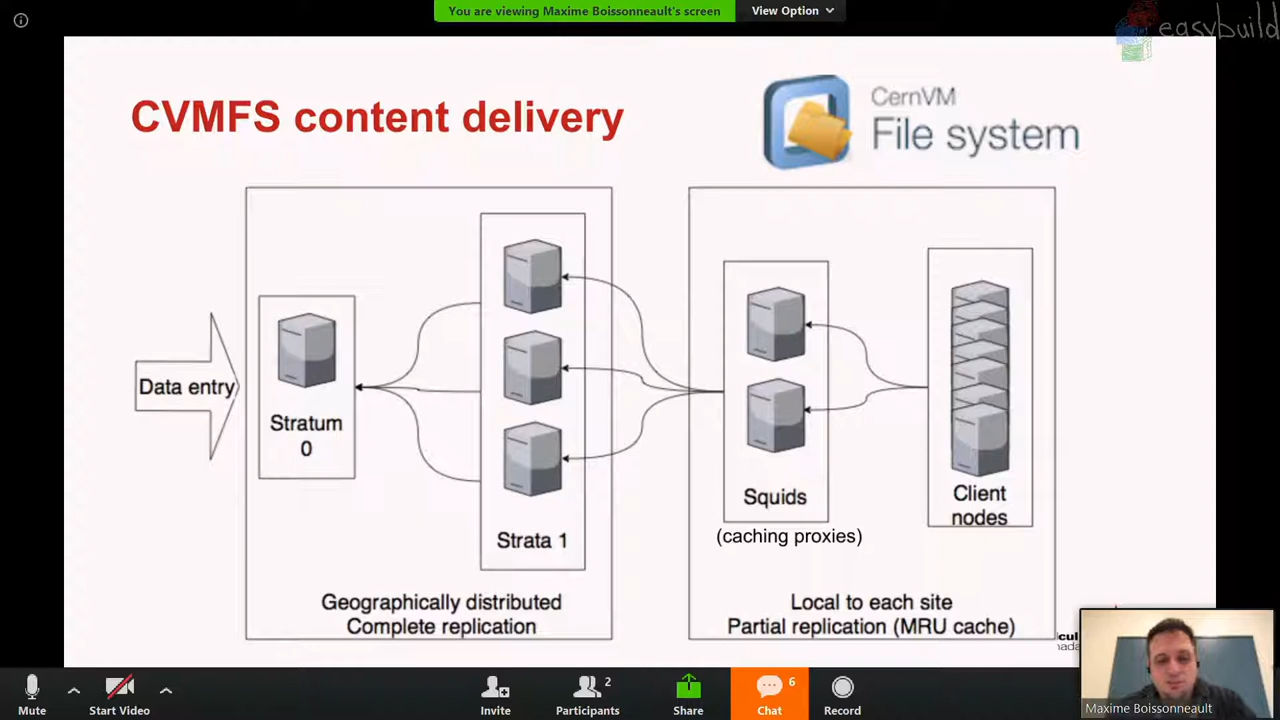 You are viewing Maxime Boissonneault's screen
View Option
easybuild
CVMFS content delivery
CernVM
File system
Data entry
Stratum
0
Strata 1
Squids
(caching proxies)
Client
nodes
Geographically distributed
Complete replication
Local to each site
Partial replication (MRU cache)
Maxime Boissonneault
Mute
Start Video
Invite
Participants
2
Share
Chat
6
Record